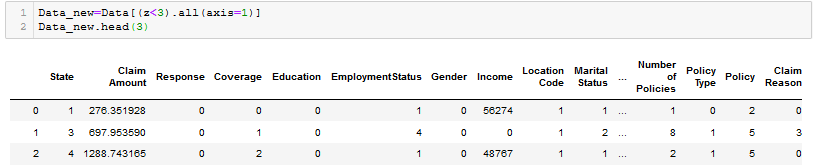 1 Data_new=Data[(z<3).all(axis=1)]
2 Data_new.head(3)
State Claim Amount Response Coverage Education EmploymentStatus Gender Income Location Code Marital Status ... Number of Policies Policy Type Policy Claim Reason
0 1 276.351928 0 0 0 1 0 56274 1 1 ... 1 0 2 0
1 3 697.953590 0 1 0 4 0 0 1 2 ... 8 1 5 3
2 4 1288.743165 0 2 0 1 0 48767 1 1 ... 2 1 5 0